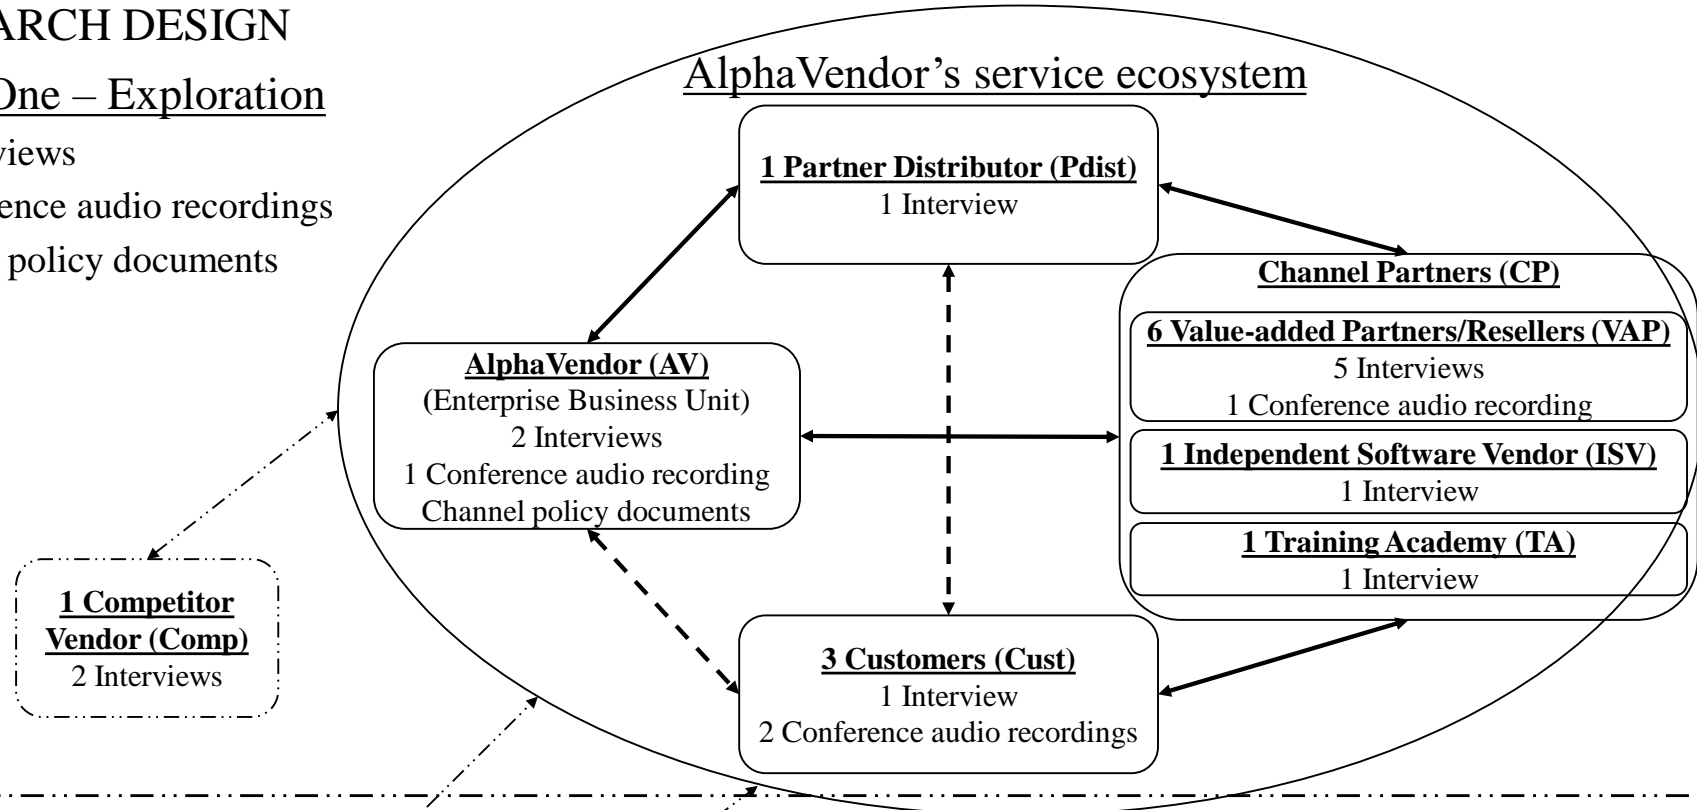 ARCH DESIGN
One – Exploration
views
ence audio recordings
policy documents
AlphaVendor’s service ecosystem
1 Partner Distributor (Pdist)
1 Interview
Channel Partners (CP)
6 Value-added Partners/Resellers (VAP)
5 Interviews
1 Conference audio recording
1 Independent Software Vendor (ISV)
1 Interview
1 Training Academy (TA)
1 Interview
AlphaVendor (AV)
(Enterprise Business Unit)
2 Interviews
1 Conference audio recording
Channel policy documents
1 Competitor
Vendor (Comp)
2 Interviews
3 Customers (Cust)
1 Interview
2 Conference audio recordings